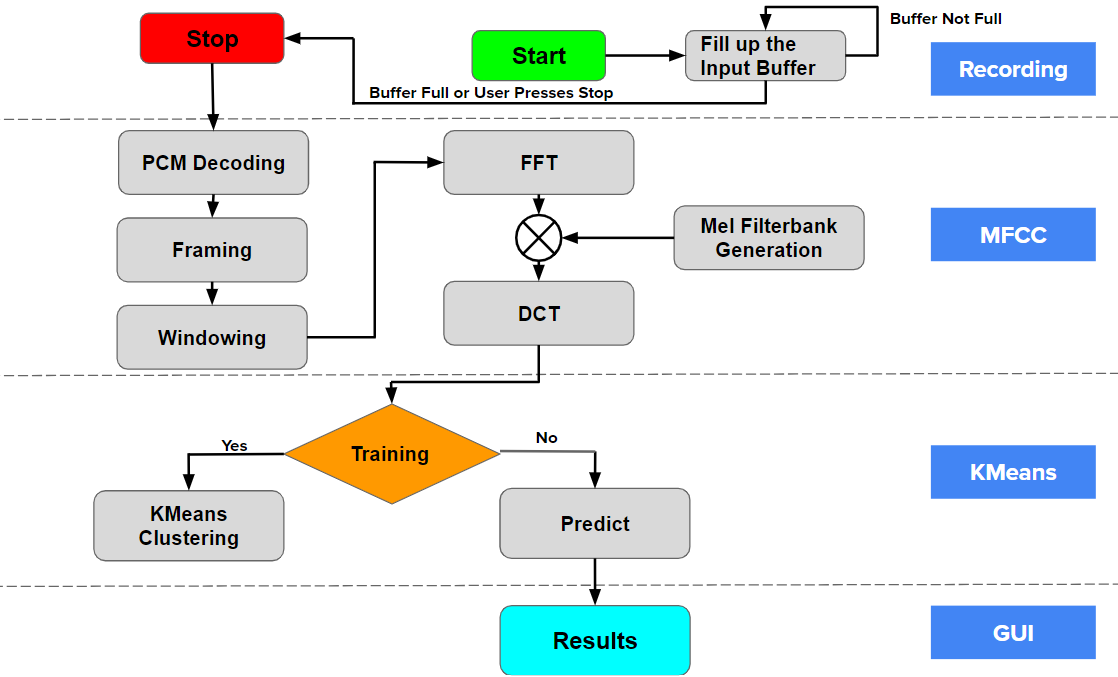 Buffer Not Full
Stop
Start
Fill up the
Input Buffer
Recording
Buffer Full or User Presses Stop
PCM Decoding
FFT
Mel Filterbank
Generation
MFCC
Framing
DCT
Windowing
Training
Yes
No
KMeans
Clustering
Predict
KMeans
Results
GUI